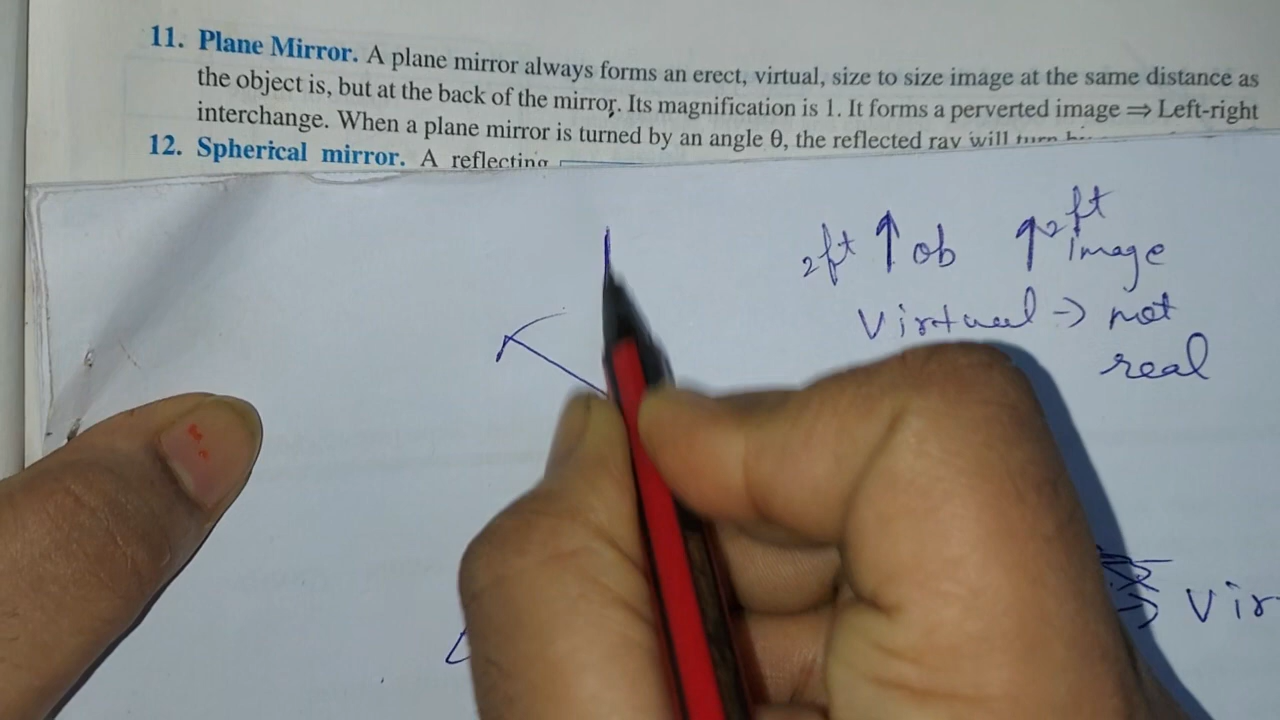 11. Plane Mirror. A plane mirror always forms an erect, virtual, size to size image at the same distance as
the object is, but at the back of the mirror. Its magnification is 1. It forms a perverted image ⇒ Left-right
interchange. When a plane mirror is turned by an angle θ, the reflected ray will turn
12. Spherical mirror. A reflecting
2ft ↑ ob ↑ 2ft
image
Virtual → not
real
Vir